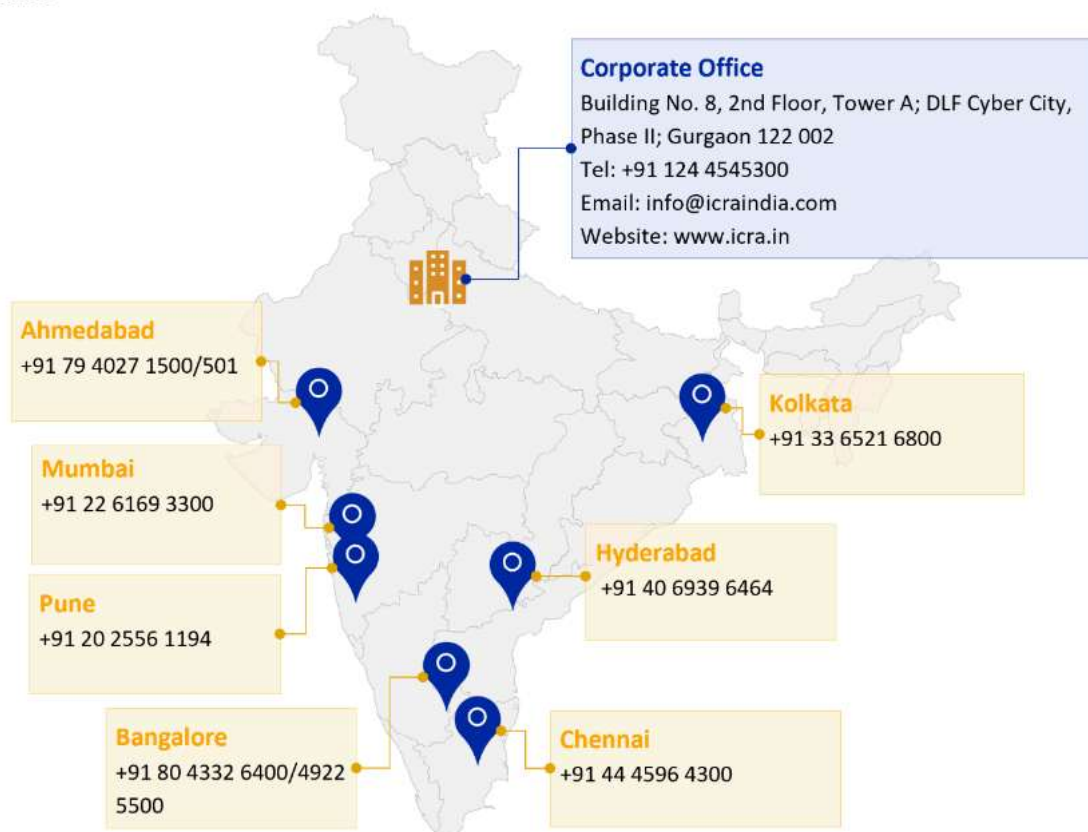 Corporate Office
Building No. 8, 2nd Floor, Tower A; DLF Cyber City,
Phase II; Gurgaon 122 002
Tel: +91 124 4545300
Email: info@icraindia.com
Website: www.icra.in
Ahmedabad
+91 79 4027 1500/501
Kolkata
+91 33 6521 6800
Mumbai
+91 22 6169 3300
Hyderabad
+91 40 6939 6464
Pune
+91 20 2556 1194
Bangalore
+91 80 4332 6400/4922
5500
Chennai
+91 44 4596 4300